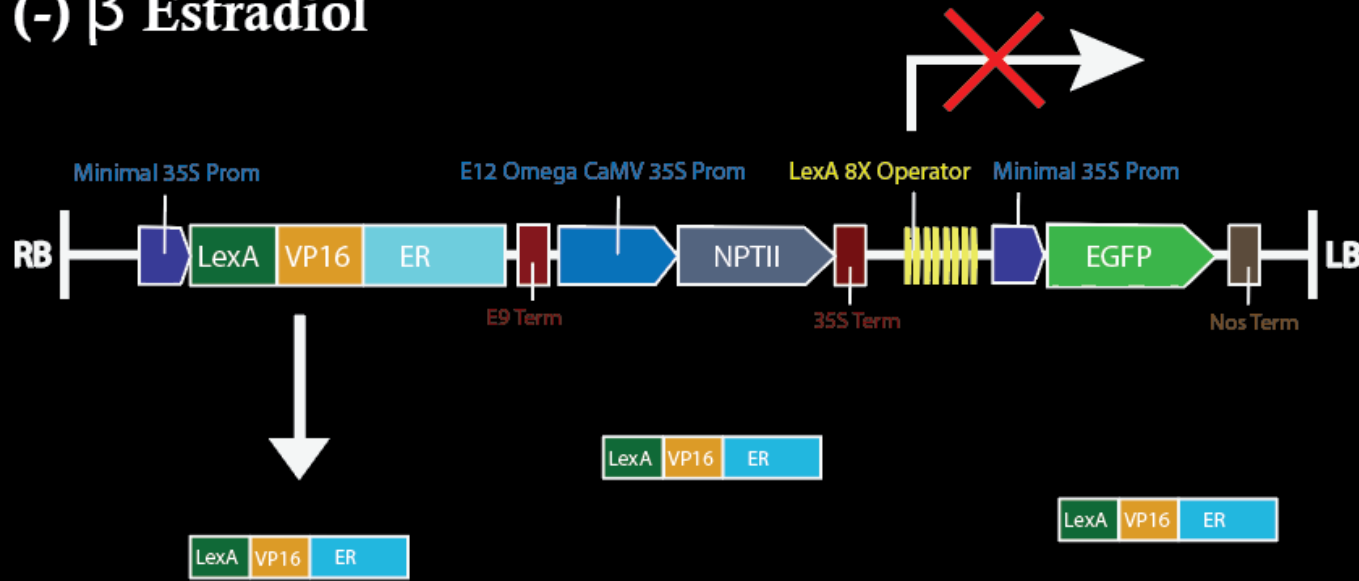 (-) β Estradiol
Minimal 35S Prom
E12 Omega CaMV 35S Prom
LexA 8X Operator
Minimal 35S Prom
RB
LexA
VP16
ER
NPTII
EGFP
LB
E9 Term
35S Term
Nos Term
LexA
VP16
ER
LexA
VP16
ER
LexA
VP16
ER